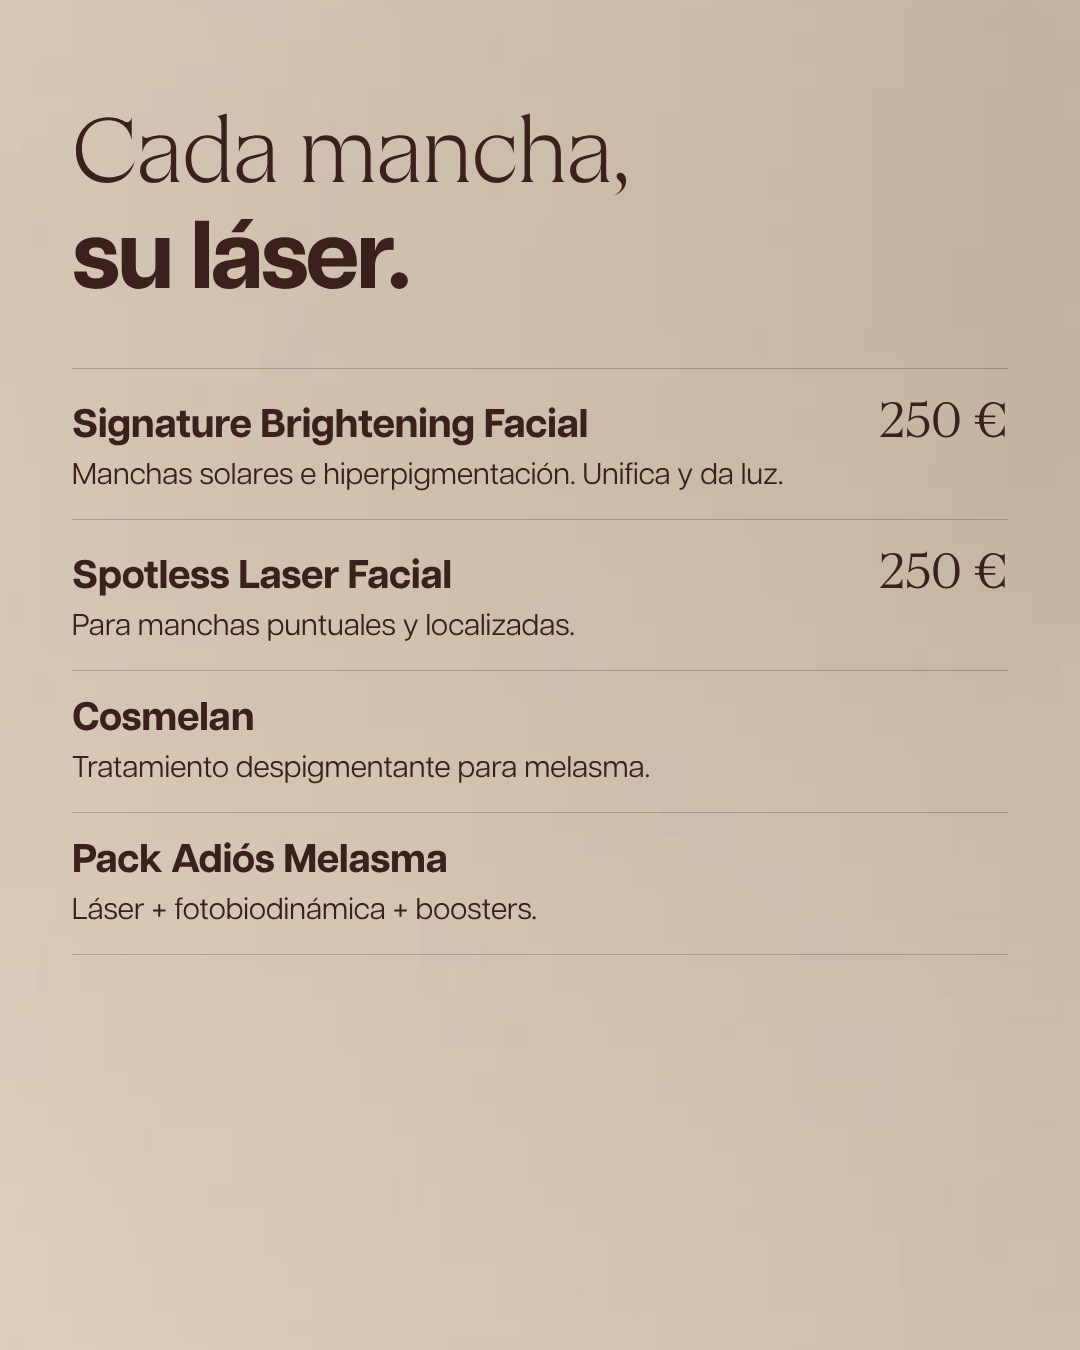 Cada mancha,
su láser.
Signature Brightening Facial 250 €
Manchas solares e hiperpigmentación. Unifica y da luz.
Spotless Laser Facial 250 €
Para manchas puntuales y localizadas.
Cosmelan
Tratamiento despigmentante para melasma.
Pack Adiós Melasma
Láser + fotobiodinámica + boosters.